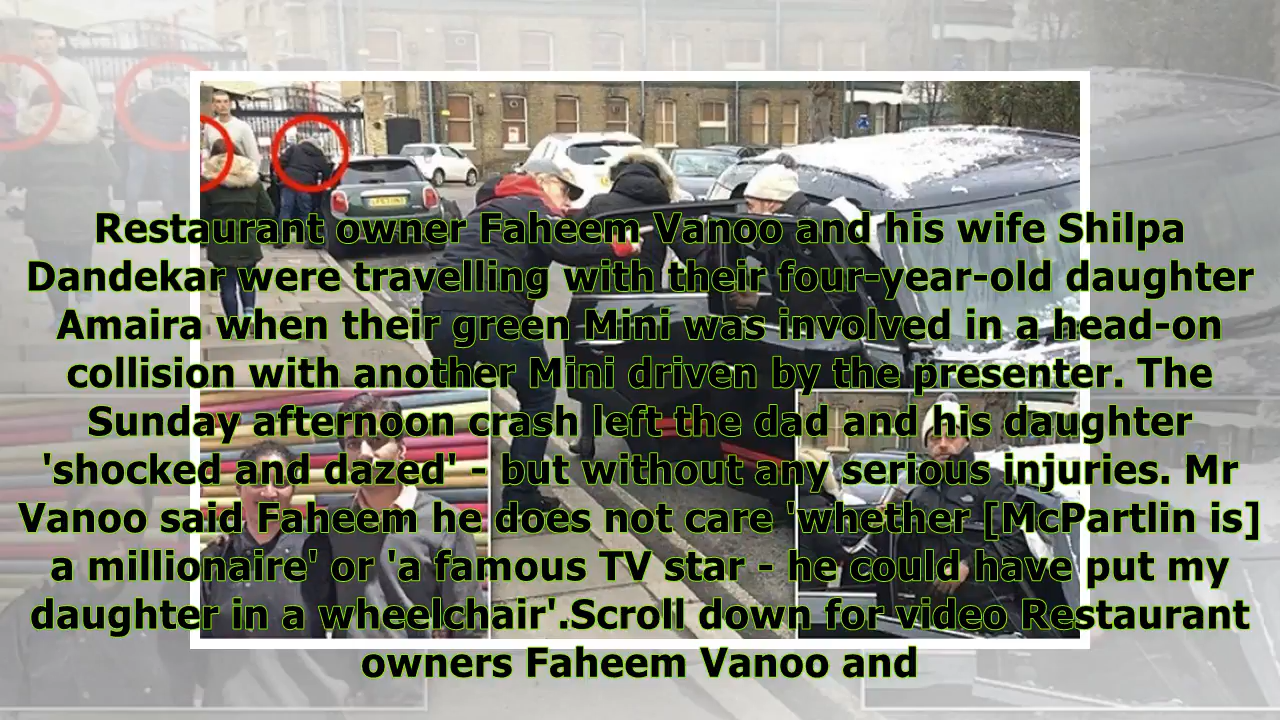 Restaurant owner Faheem Vanoo and his wife Shilpa
Dandekar were travelling with their four-year-old daughter
Amaira when their green Mini was involved in a head-on
collision with another Mini driven by the presenter. The
Sunday afternoon crash left the dad and his daughter
'shocked and dazed' - but without any serious injuries. Mr
Vanoo said Faheem he does not care 'whether [McPartlin is]
a millionaire' or 'a famous TV star - he could have put my
daughter in a wheelchair'.Scroll down for video Restaurant
owners Faheem Vanoo and